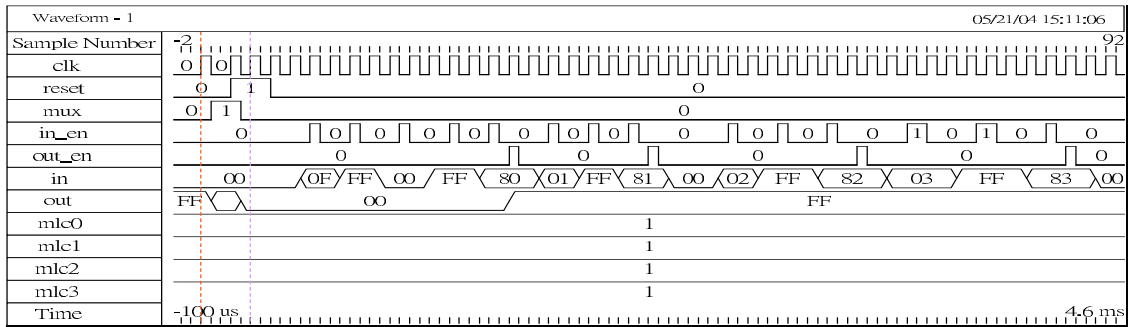 Waveform - 1 05/21/04 15:11:06
Sample Number -2 92
clk 0 0
reset 0 1 0
mux 0 1 0
in_en 0 0 0 0 0 0 0 0 0 0 0 0 0 1 0 1 0 0
out_en 0 0 0 0 0
in 00 0F FF 00 FF 80 01 FF 81 00 02 FF 82 03 FF 83 00
out FF 00 FF
mlc0 1
mlc1 1
mlc2 1
mlc3 1
Time -100 us 4.6 ms